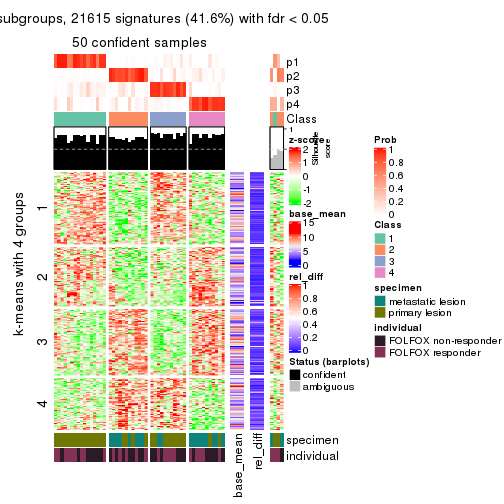 subgroups, 21615 signatures (41.6%) with fdr < 0.05
50 confident samples
p1
p2
p3
p4
Class
1
Silhouette
score
k-means with 4 groups
1
2
3
4
z-score
2
1
0
-1
-2
base_mean
15
10
5
0
rel_diff
1
0.8
0.6
0.4
0.2
0
Status (barplots)
confident
ambiguous
Prob
1
0.8
0.6
0.4
0.2
0
Class
1
2
3
4
specimen
metastatic lesion
primary lesion
individual
FOLFOX non-responder
FOLFOX responder
specimen
individual
base_mean
rel_diff